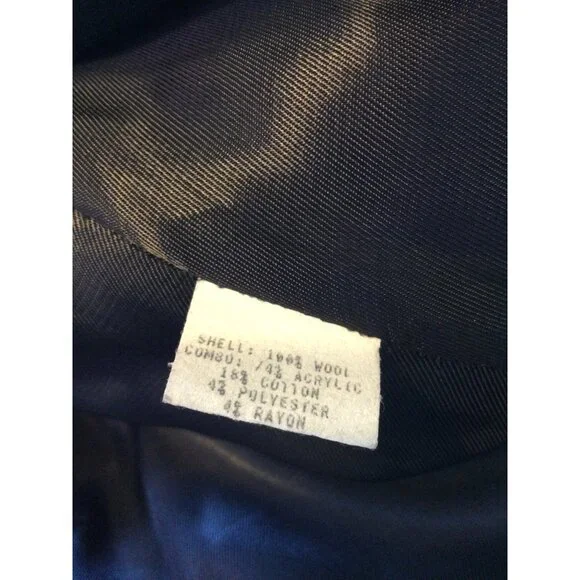 SHELL: 100% WOOL
COMBO: 74% ACRYLIC
18% COTTON
4% POLYESTER
4% RAYON